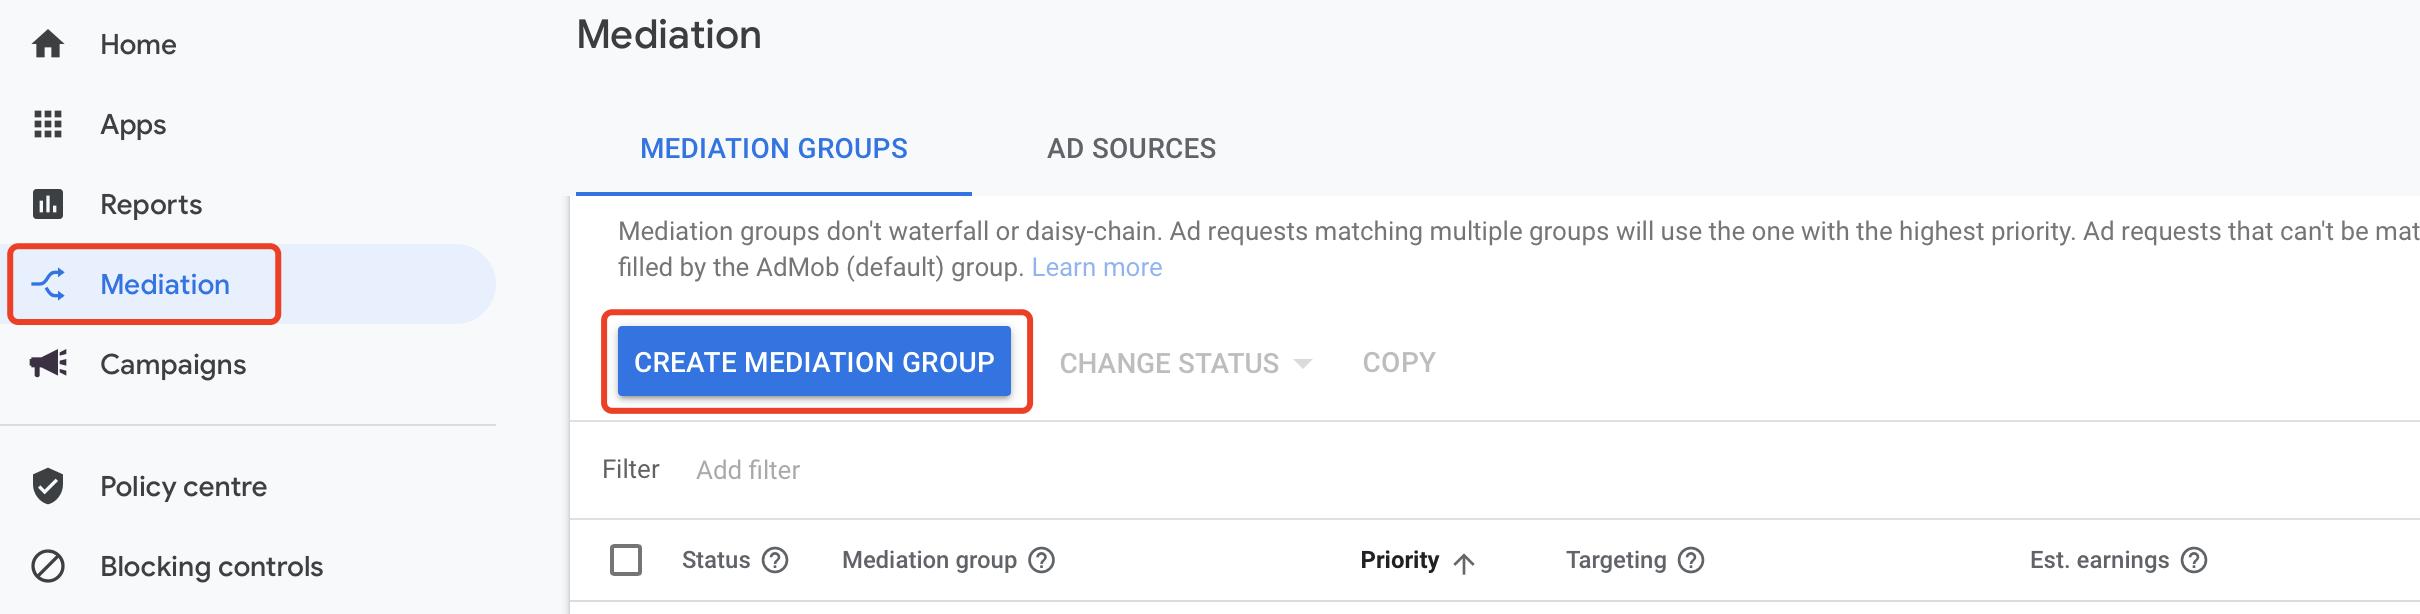 Home
Apps
Reports
Mediation
Campaigns
Policy centre
Blocking controls
Mediation
MEDIATION GROUPS
AD SOURCES
Mediation groups don't waterfall or daisy-chain. Ad requests matching multiple groups will use the one with the highest priority. Ad requests that can't be mat
filled by the AdMob (default) group. Learn more
CREATE MEDIATION GROUP
CHANGE STATUS
COPY
Filter
Add filter
Status
Mediation group
Priority
Targeting
Est. earnings